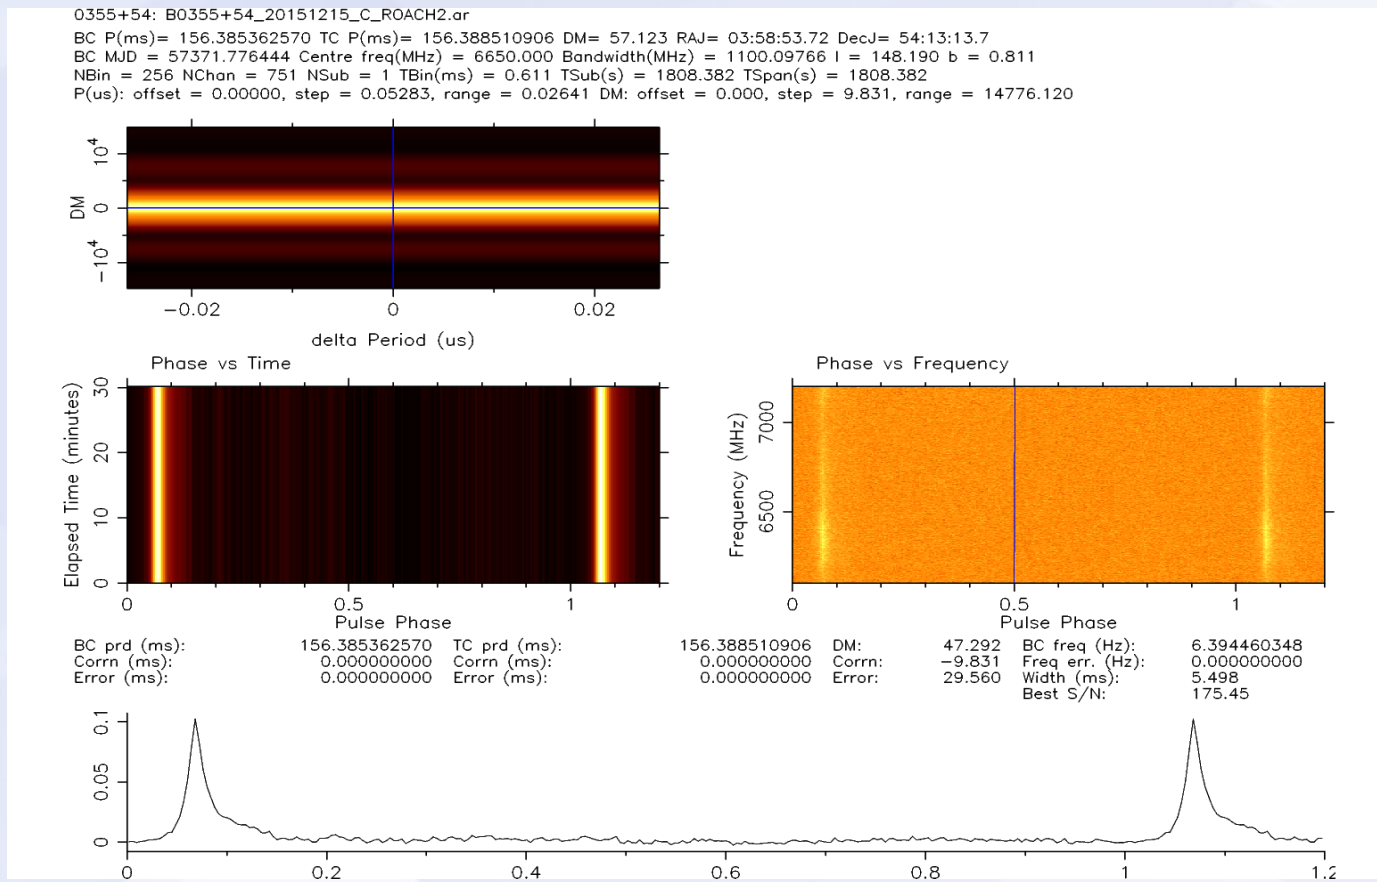 0355+54: B0355+54_20151215_C_ROACH2.ar
BC P(ms)= 156.385362570 TC P(ms)= 156.388510906 DM= 57.123 RAJ= 03:58:53.72 DecJ= 54:13:13.7
BC MJD = 57371.776444 Centre freq(MHz) = 6650.000 Bandwidth(MHz) = 1100.09766 l = 148.190 b = 0.811
NBin = 256 NChan = 751 NSub = 1 TBin(ms) = 0.611 TSub(s) = 1808.382 TSpan(s) = 1808.382
P(us): offset = 0.00000, step = 0.05283, range = 0.02641 DM: offset = 0.000, step = 9.831, range = 14776.120
10⁴
DM
0
−10⁴
−0.02 0 0.02
delta Period (us)
Phase vs Time
Elapsed Time (minutes)
30
20
10
0
0 0.5 1
Pulse Phase
Phase vs Frequency
Frequency (MHz)
7000
6500
0 0.5 1
Pulse Phase
BC prd (ms): 156.385362570 TC prd (ms): 156.388510906 DM: 47.292 BC freq (Hz): 6.394460348
Corrn (ms): 0.000000000 Corrn (ms): 0.000000000 Corrn: −9.831 Freq err. (Hz): 0.000000000
Error (ms): 0.000000000 Error (ms): 0.000000000 Error: 29.560 Width (ms): 5.498
Best S/N: 175.45
0.1
0.05
0
0 0.2 0.4 0.6 0.8 1 1.2